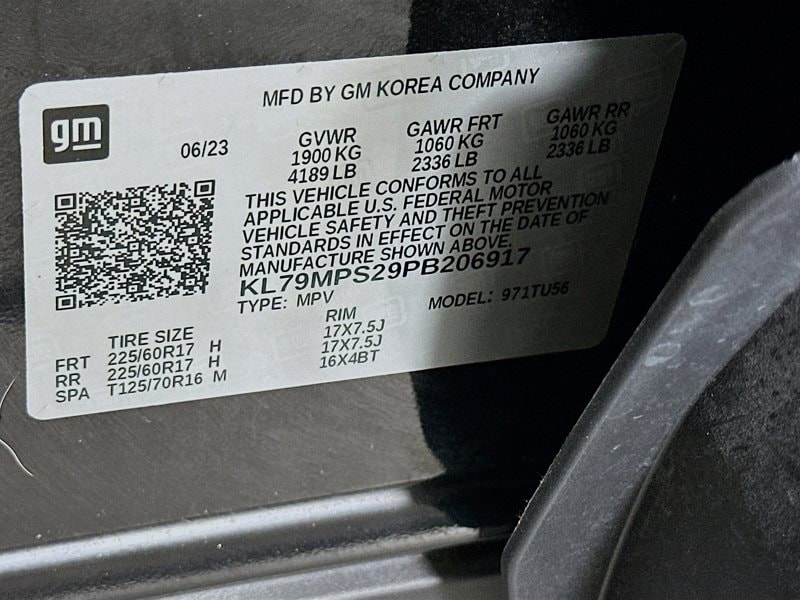 MFD BY GM KOREA COMPANY
gm
06/23
GVWR GAWR FRT GAWR RR
1900 KG 1060 KG 1060 KG
4189 LB 2336 LB 2336 LB
THIS VEHICLE CONFORMS TO ALL
APPLICABLE U.S. FEDERAL MOTOR
VEHICLE SAFETY AND THEFT PREVENTION
STANDARDS IN EFFECT ON THE DATE OF
MANUFACTURE SHOWN ABOVE.
KL79MPS29PB206917
TYPE: MPV MODEL: 971TU56
TIRE SIZE RIM
FRT 225/60R17 H 17X7.5J
RR 225/60R17 H 17X7.5J
SPA T125/70R16 M 16X4BT